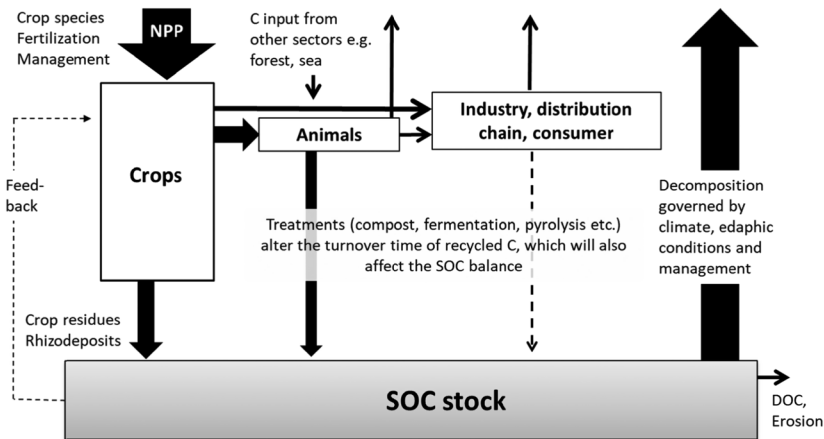 Crop species
Fertilization
Management
NPP
C input from
other sectors e.g.
forest, sea
Crops
Animals
Industry, distribution
chain, consumer
Feed-
back
Treatments (compost, fermentation, pyrolysis etc.)
alter the turnover time of recycled C, which will also
affect the SOC balance
Decomposition
governed by
climate, edaphic
conditions and
management
Crop residues
Rhizodeposits
SOC stock
DOC,
Erosion